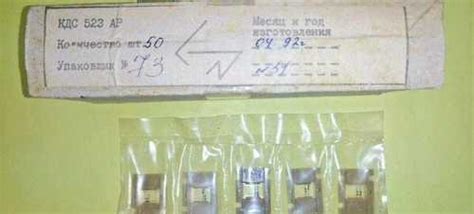 КДС 523 АР
Количество шт. 50
Упаковщик № 73
Месяц и год
изготовления
04 92г